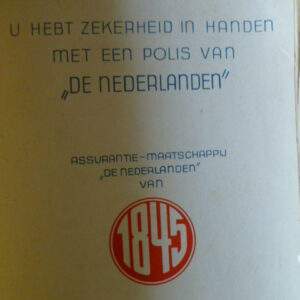 U HEBT ZEKERHEID IN HANDEN
MET EEN POLIS VAN
„DE NEDERLANDEN"
ASSURANTIE-MAATSCHAPPIJ
„DE NEDERLANDEN"
VAN
1845